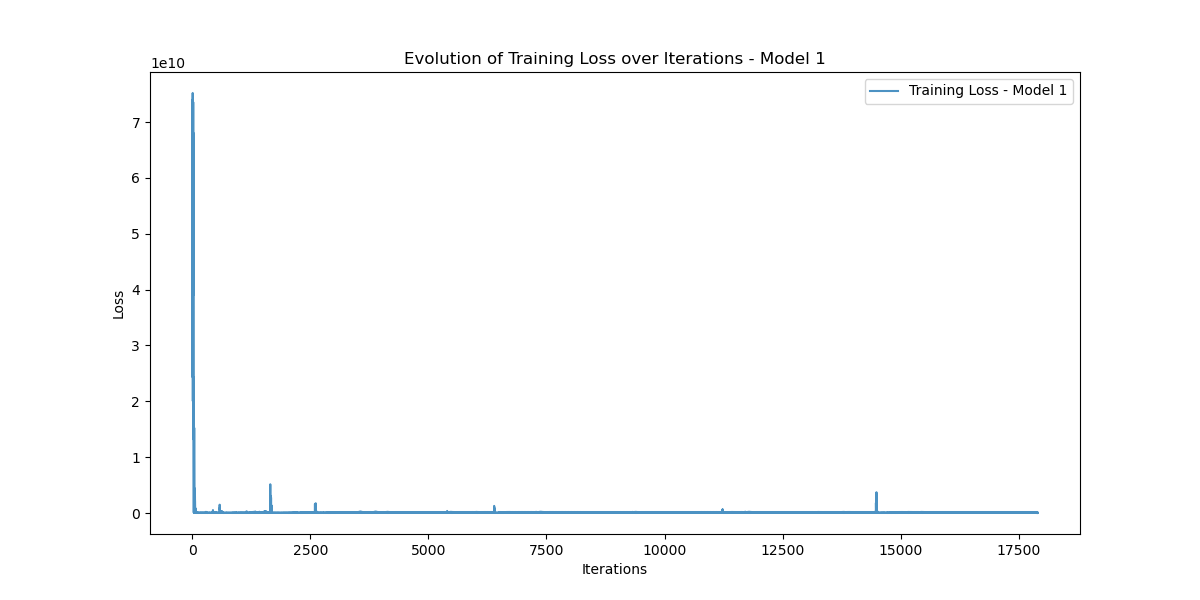 Evolution of Training Loss over Iterations - Model 1
1e10
Training Loss - Model 1
7
6
5
4
3
2
1
0
Loss
0 2500 5000 7500 10000 12500 15000 17500
Iterations